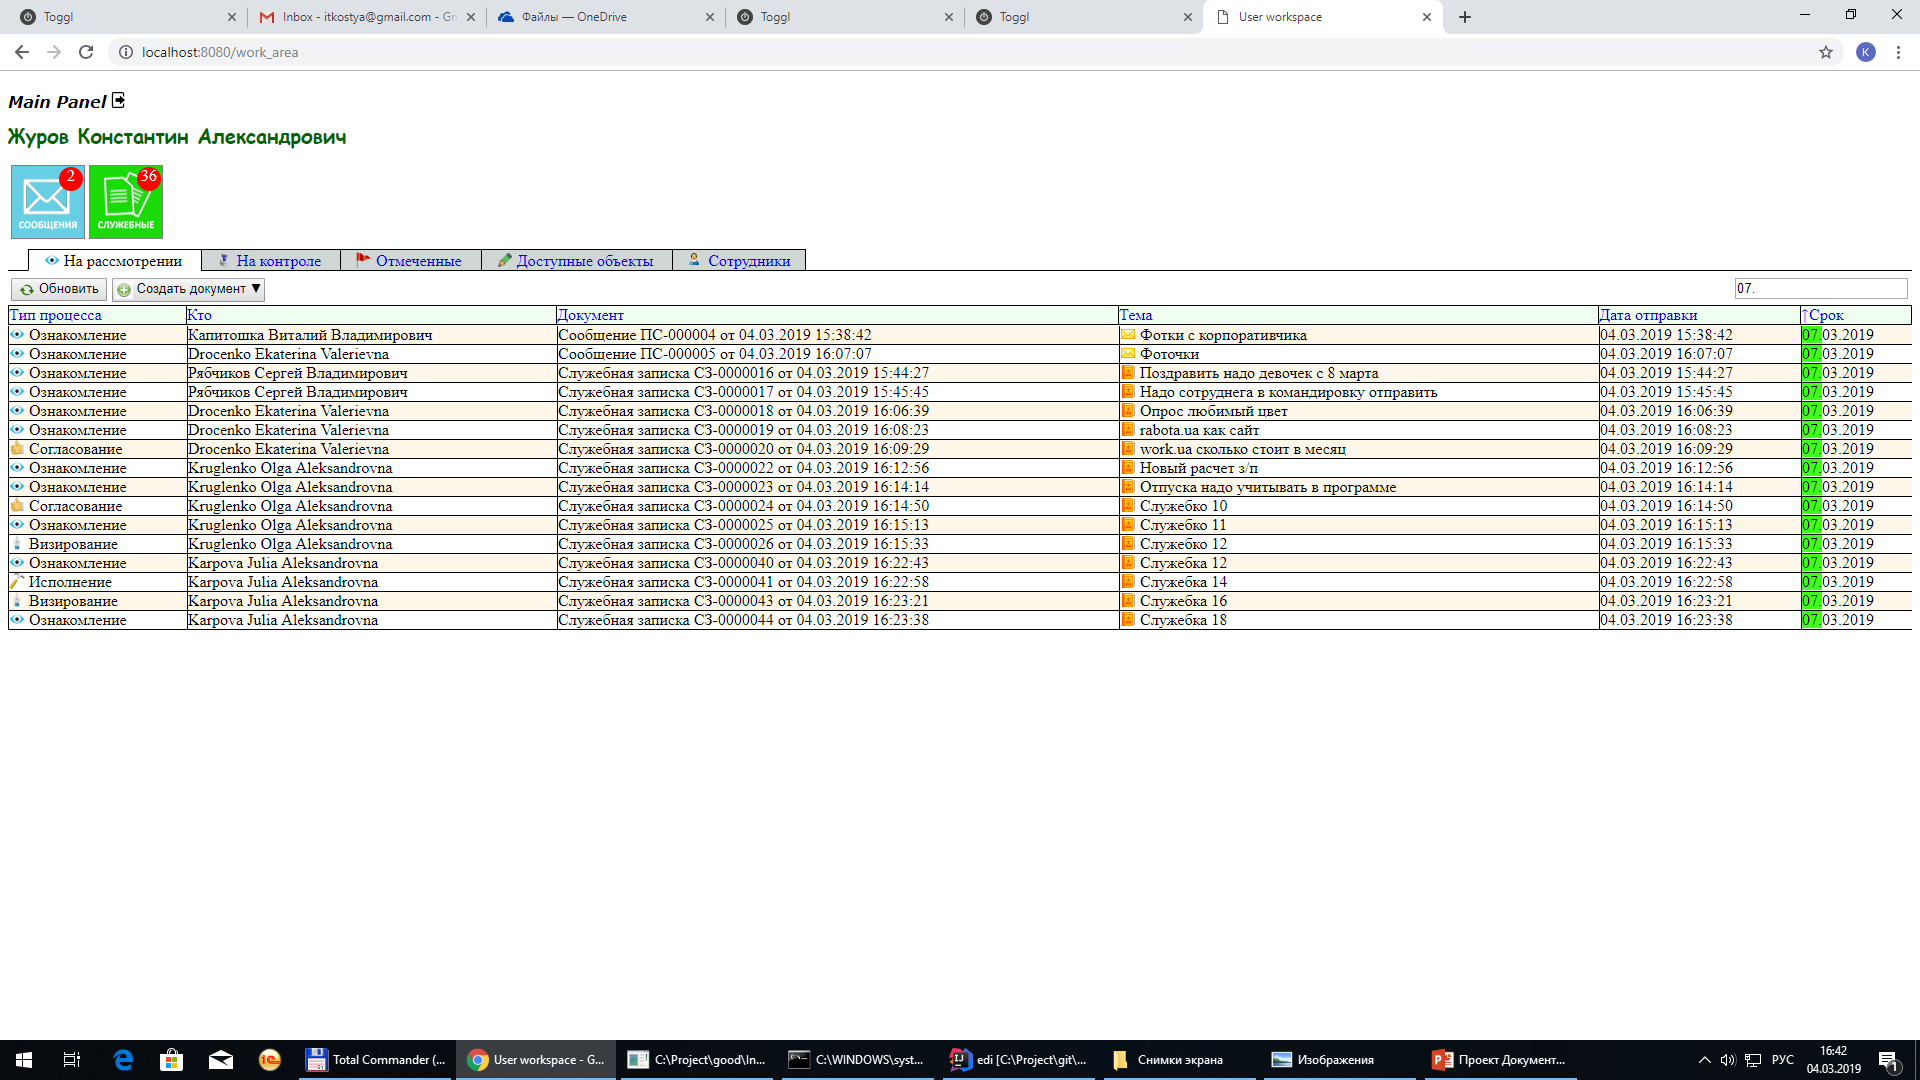 Toggl Inbox - itkostya@gmail.com - Gm Файлы — OneDrive Toggl Toggl User workspace
localhost:8080/work_area K
Main Panel
Журов Константин Александрович
2 36
СООБЩЕНИЯ СЛУЖЕБНЫЕ
На рассмотрении На контроле Отмеченные Доступные объекты Сотрудники
Обновить Создать документ ▼ 07.
Тип процесса Кто Документ Тема Дата отправки ↑Срок
Ознакомление Капитошка Виталий Владимирович Сообщение ПС-000004 от 04.03.2019 15:38:42 Фотки с корпоративчика 04.03.2019 15:38:42 07.03.2019
Ознакомление Drocenko Ekaterina Valerievna Сообщение ПС-000005 от 04.03.2019 16:07:07 Фоточки 04.03.2019 16:07:07 07.03.2019
Ознакомление Рябчиков Сергей Владимирович Служебная записка СЗ-0000016 от 04.03.2019 15:44:27 Поздравить надо девочек с 8 марта 04.03.2019 15:44:27 07.03.2019
Ознакомление Рябчиков Сергей Владимирович Служебная записка СЗ-0000017 от 04.03.2019 15:45:45 Надо сотруднега в командировку отправить 04.03.2019 15:45:45 07.03.2019
Ознакомление Drocenko Ekaterina Valerievna Служебная записка СЗ-0000018 от 04.03.2019 16:06:39 Опрос любимый цвет 04.03.2019 16:06:39 07.03.2019
Ознакомление Drocenko Ekaterina Valerievna Служебная записка СЗ-0000019 от 04.03.2019 16:08:23 rabota.ua как сайт 04.03.2019 16:08:23 07.03.2019
Согласование Drocenko Ekaterina Valerievna Служебная записка СЗ-0000020 от 04.03.2019 16:09:29 work.ua сколько стоит в месяц 04.03.2019 16:09:29 07.03.2019
Ознакомление Kruglenko Olga Aleksandrovna Служебная записка СЗ-0000022 от 04.03.2019 16:12:56 Новый расчет з/п 04.03.2019 16:12:56 07.03.2019
Ознакомление Kruglenko Olga Aleksandrovna Служебная записка СЗ-0000023 от 04.03.2019 16:14:14 Отпуска надо учитывать в программе 04.03.2019 16:14:14 07.03.2019
Согласование Kruglenko Olga Aleksandrovna Служебная записка СЗ-0000024 от 04.03.2019 16:14:50 Служебко 10 04.03.2019 16:14:50 07.03.2019
Ознакомление Kruglenko Olga Aleksandrovna Служебная записка СЗ-0000025 от 04.03.2019 16:15:13 Служебко 11 04.03.2019 16:15:13 07.03.2019
Визирование Kruglenko Olga Aleksandrovna Служебная записка СЗ-0000026 от 04.03.2019 16:15:33 Служебко 12 04.03.2019 16:15:33 07.03.2019
Ознакомление Karpova Julia Aleksandrovna Служебная записка СЗ-0000040 от 04.03.2019 16:22:43 Служебка 12 04.03.2019 16:22:43 07.03.2019
Исполнение Karpova Julia Aleksandrovna Служебная записка СЗ-0000041 от 04.03.2019 16:22:58 Служебка 14 04.03.2019 16:22:58 07.03.2019
Визирование Karpova Julia Aleksandrovna Служебная записка СЗ-0000043 от 04.03.2019 16:23:21 Служебка 16 04.03.2019 16:23:21 07.03.2019
Ознакомление Karpova Julia Aleksandrovna Служебная записка СЗ-0000044 от 04.03.2019 16:23:38 Служебка 18 04.03.2019 16:23:38 07.03.2019
Total Commander (... User workspace - G... C:\Project\good\In... C:\WINDOWS\syst... edi [C:\Project\git\... Снимки экрана Изображения Проект Документ... РУС 16:42
04.03.2019 1